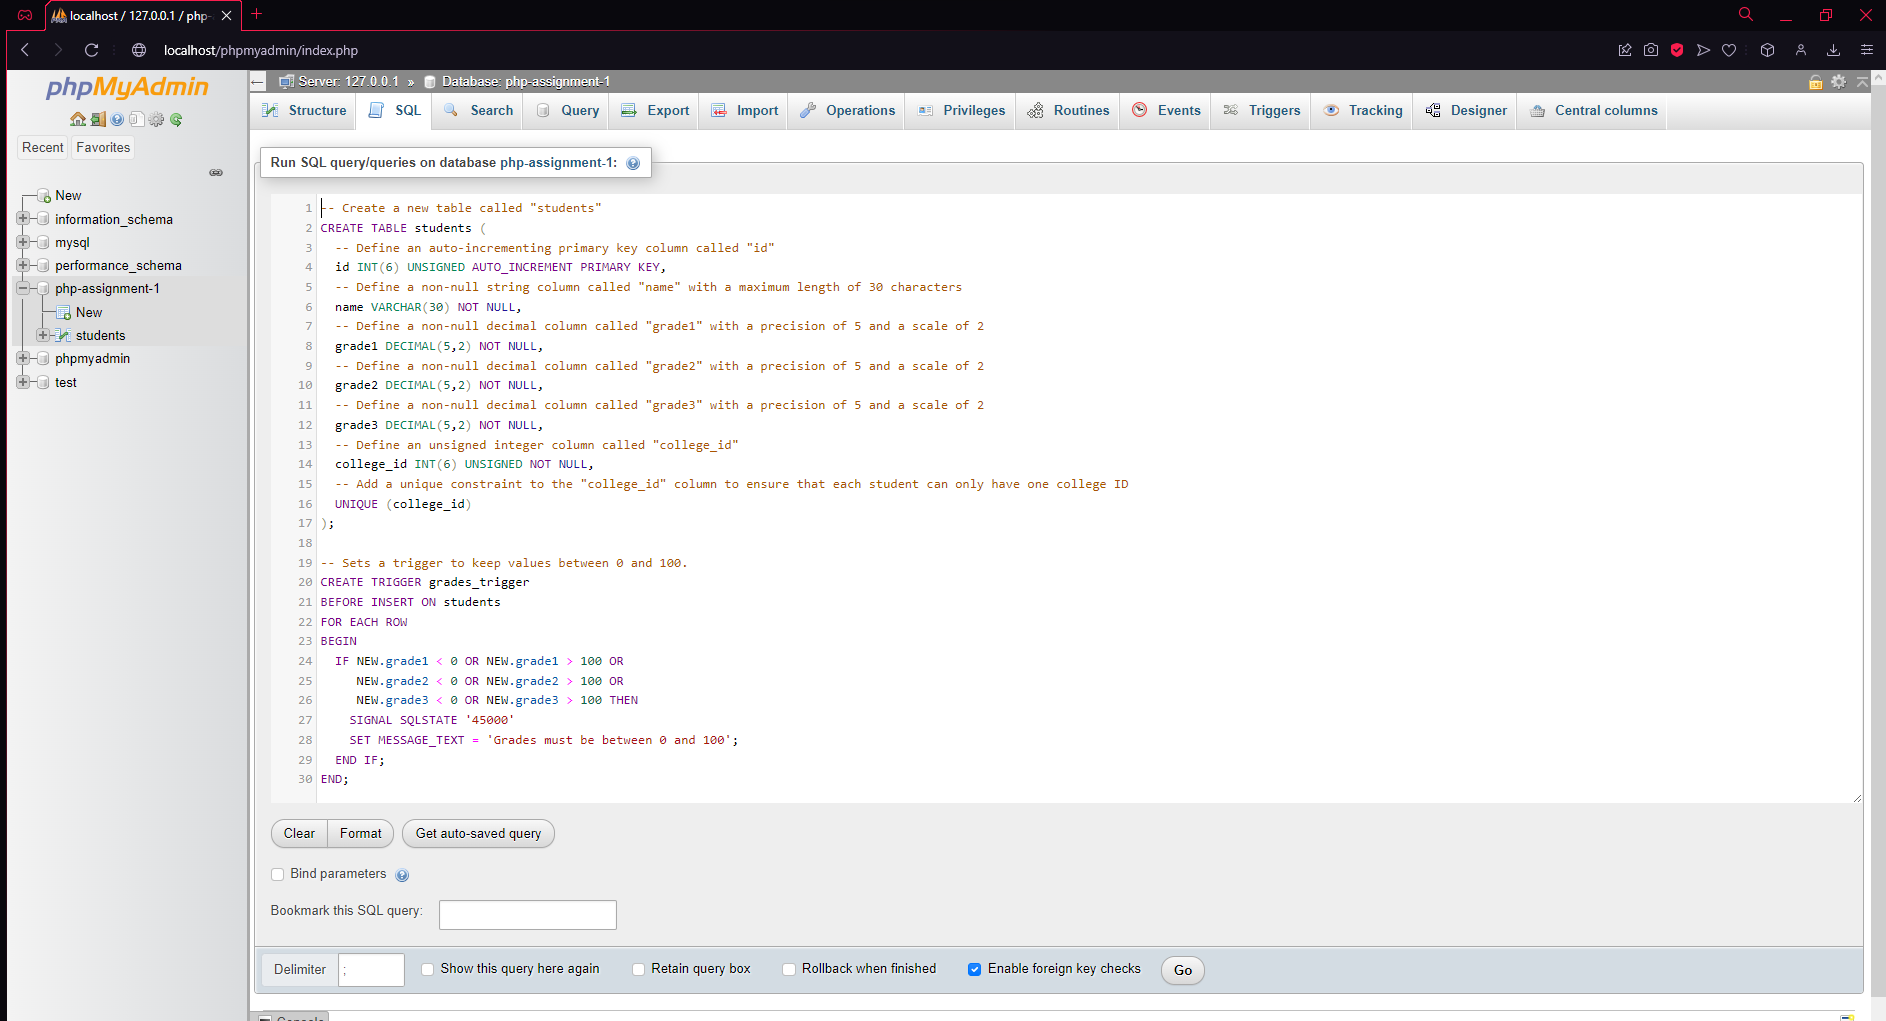 localhost / 127.0.0.1 / php-
localhost/phpmyadmin/index.php
phpMyAdmin
Recent Favorites
New
information_schema
mysql
performance_schema
php-assignment-1
New
students
phpmyadmin
test
Server: 127.0.0.1 » Database: php-assignment-1
Structure SQL Search Query Export Import Operations Privileges Routines Events Triggers Tracking Designer Central columns
Run SQL query/queries on database php-assignment-1:
1 -- Create a new table called "students"
2 CREATE TABLE students (
3 -- Define an auto-incrementing primary key column called "id"
4 id INT(6) UNSIGNED AUTO_INCREMENT PRIMARY KEY,
5 -- Define a non-null string column called "name" with a maximum length of 30 characters
6 name VARCHAR(30) NOT NULL,
7 -- Define a non-null decimal column called "grade1" with a precision of 5 and a scale of 2
8 grade1 DECIMAL(5,2) NOT NULL,
9 -- Define a non-null decimal column called "grade2" with a precision of 5 and a scale of 2
10 grade2 DECIMAL(5,2) NOT NULL,
11 -- Define a non-null decimal column called "grade3" with a precision of 5 and a scale of 2
12 grade3 DECIMAL(5,2) NOT NULL,
13 -- Define an unsigned integer column called "college_id"
14 college_id INT(6) UNSIGNED NOT NULL,
15 -- Add a unique constraint to the "college_id" column to ensure that each student can only have one college ID
16 UNIQUE (college_id)
17 );
18
19 -- Sets a trigger to keep values between 0 and 100.
20 CREATE TRIGGER grades_trigger
21 BEFORE INSERT ON students
22 FOR EACH ROW
23 BEGIN
24 IF NEW.grade1 < 0 OR NEW.grade1 > 100 OR
25 NEW.grade2 < 0 OR NEW.grade2 > 100 OR
26 NEW.grade3 < 0 OR NEW.grade3 > 100 THEN
27 SIGNAL SQLSTATE '45000'
28 SET MESSAGE_TEXT = 'Grades must be between 0 and 100';
29 END IF;
30 END;
Clear Format Get auto-saved query
Bind parameters
Bookmark this SQL query:
Delimiter ; Show this query here again Retain query box Rollback when finished Enable foreign key checks Go
Console